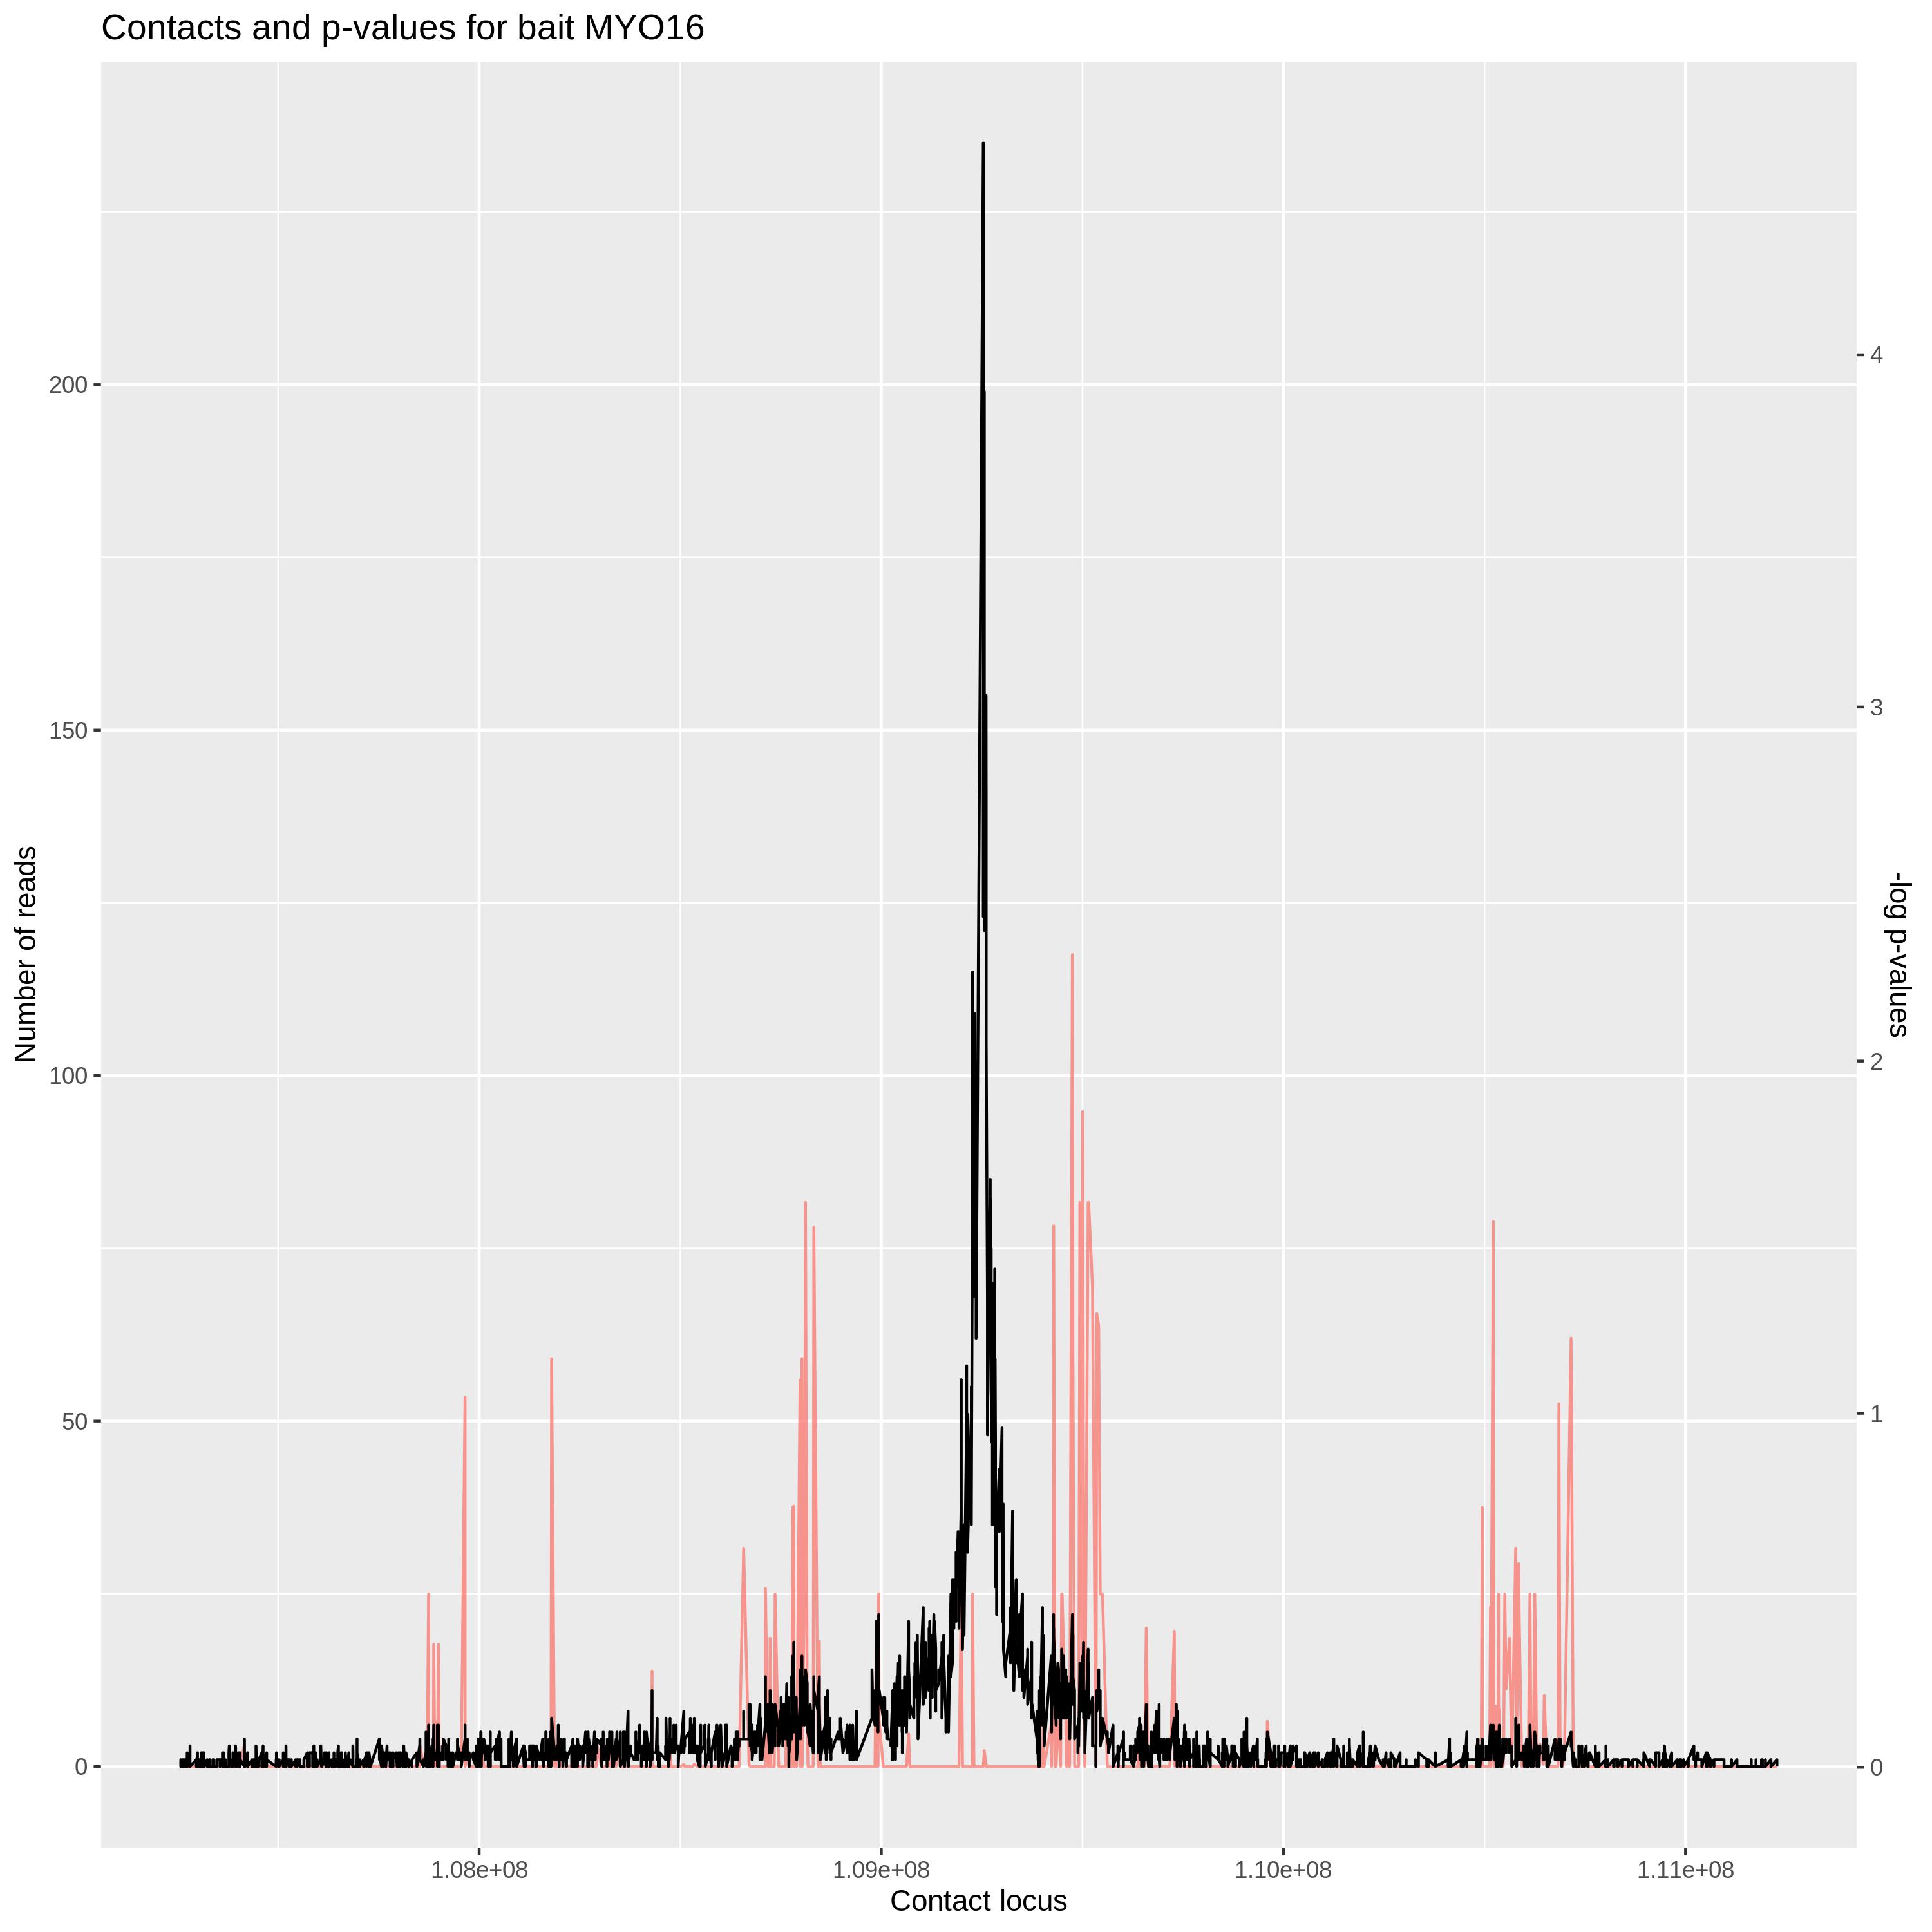 Contacts and p-values for bait MYO16
Number of reads
200
150
100
50
0
4
3
2
1
0
-log p-values
1.08e+08
1.09e+08
1.10e+08
1.11e+08
Contact locus